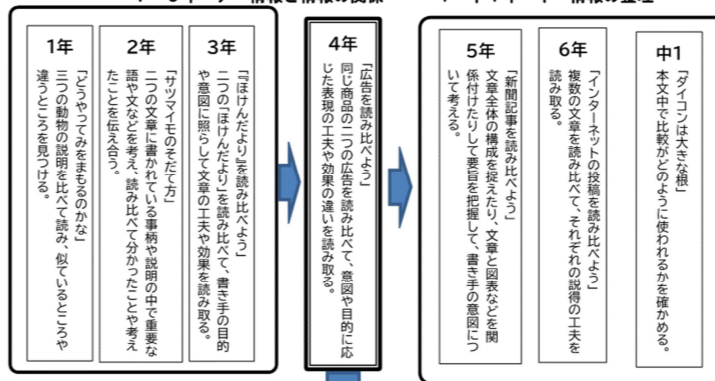 1年
「どうやってみをまもるのかな」
三つの動物の説明を比べて読み、似ているところや
違うところを見つける。
2年
「サツマイモのそだて方」
二つの文章に書かれている事柄や説明の中で重要な
語や文などを考え、読み比べて分かったことや考え
たことを伝え合う。
3年
「『ほけんだより』を読み比べよう」
二つの「ほけんだより」を読み比べて、書き手の目的
や意図に照らして文章の工夫や効果を読み取る。
4年
「広告を読み比べよう」
同じ商品の二つの広告を読み比べて、意図や目的に応
じた表現の工夫や効果の違いを読み取る。
5年
「新聞記事を読み比べよう」
文章全体の構成を捉えたり、文章と図表などを関
係付けたりして要旨を把握して、書き手の意図につ
いて考える。
6年
「インターネットの投稿を読み比べよう」
複数の文章を読み比べて、それぞれの説得の工夫を
読み取る。
中1
「ダイコンは大きな根」
本文中で比較がどのように使われるかを確かめる。